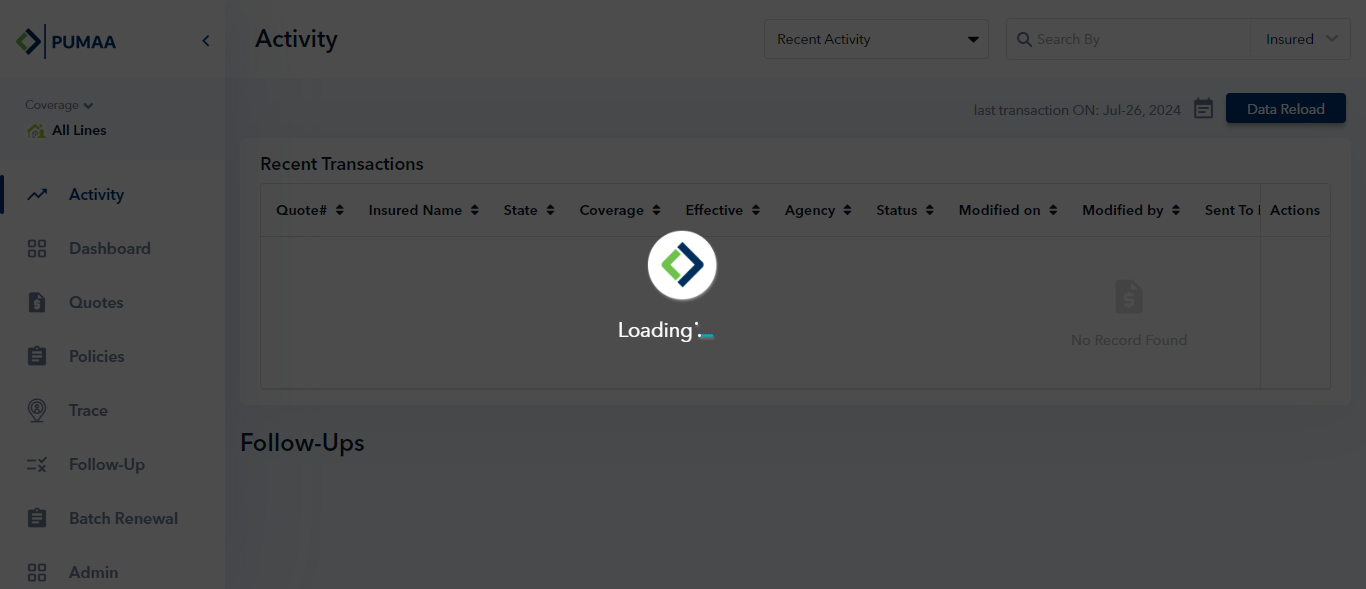 PUMAA
Activity
Recent Activity
Search By
Insured
Coverage
All Lines
last transaction ON: Jul-26, 2024
Data Reload
Activity
Dashboard
Quotes
Policies
Trace
Follow-Up
Batch Renewal
Admin
Recent Transactions
Quote# Insured Name State Coverage Effective Agency Status Modified on Modified by Sent To Actions
No Record Found
Loading
Follow-Ups